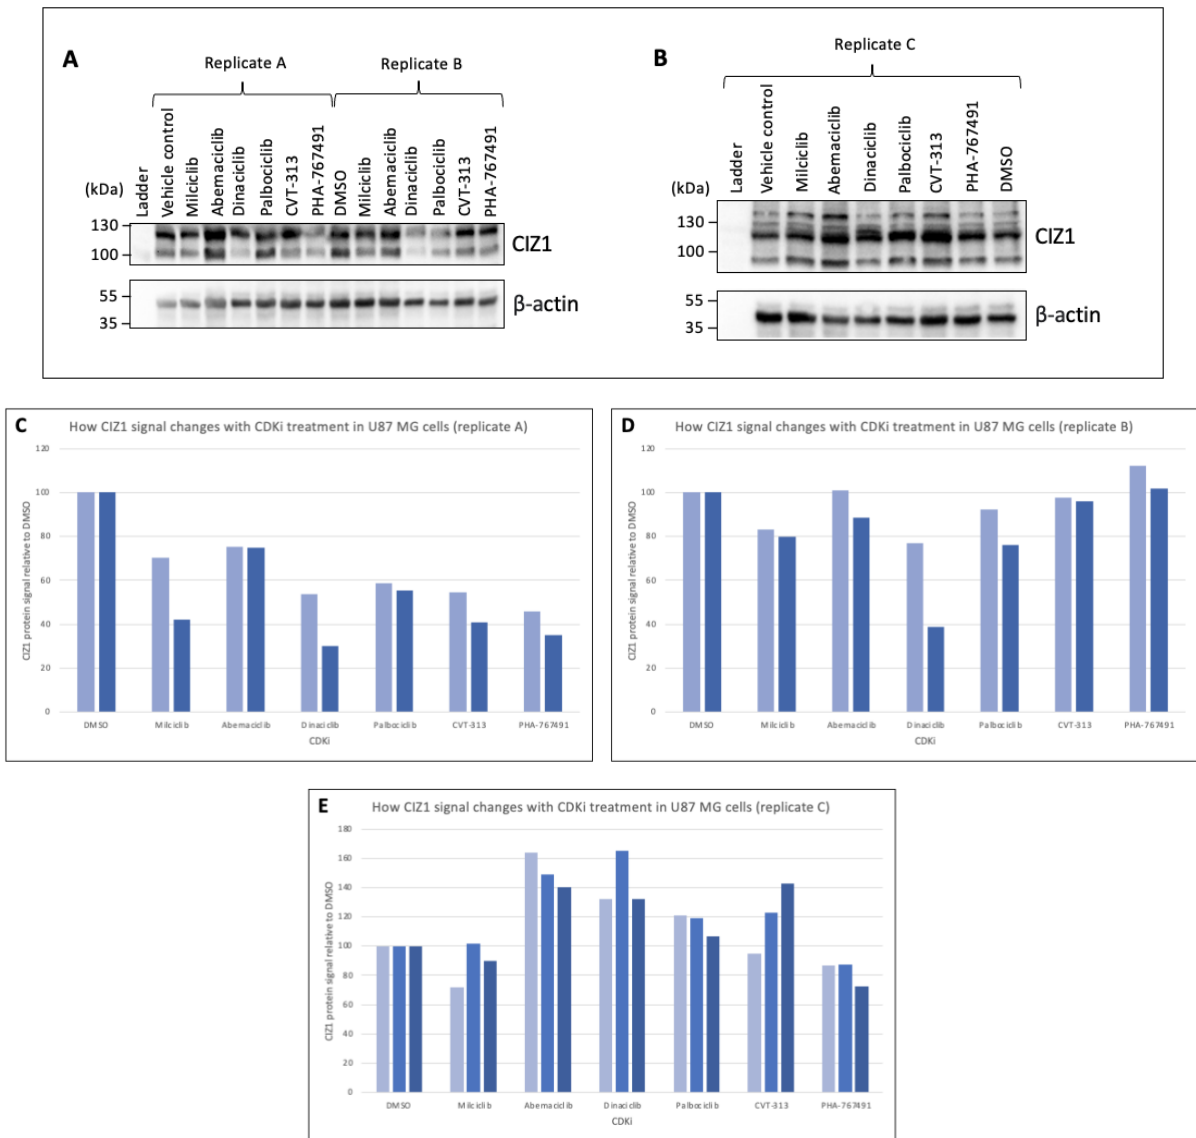 A
Replicate A
Replicate B
(kDa)
Ladder
Vehicle control
Milciclib
Abemaciclib
Dinaciclib
Palbociclib
CVT-313
PHA-767491
DMSO
Milciclib
Abemaciclib
Dinaciclib
Palbociclib
CVT-313
PHA-767491
130
100
CIZ1
55
35
β-actin
B
Replicate C
(kDa)
Ladder
Vehicle control
Milciclib
Abemaciclib
Dinaciclib
Palbociclib
CVT-313
PHA-767491
DMSO
130
100
CIZ1
55
35
β-actin
C
How CIZ1 signal changes with CDKi treatment in U87 MG cells (replicate A)
CIZ1 protein signal relative to DMSO
120
100
80
60
40
20
0
DMSO Milciclib Abemaciclib Dinaciclib Palbociclib CVT-313 PHA-767491
CDKi
D
How CIZ1 signal changes with CDKi treatment in U87 MG cells (replicate B)
CIZ1 protein signal relative to DMSO
120
100
80
60
40
20
0
DMSO Milciclib Abemaciclib Dinaciclib Palbociclib CVT-313 PHA-767491
CDKi
E
How CIZ1 signal changes with CDKi treatment in U87 MG cells (replicate C)
CIZ1 protein signal relative to DMSO
180
160
140
120
100
80
60
40
20
0
DMSO Milciclib Abemaciclib Dinaciclib Palbociclib CVT-313 PHA-767491
CDKi